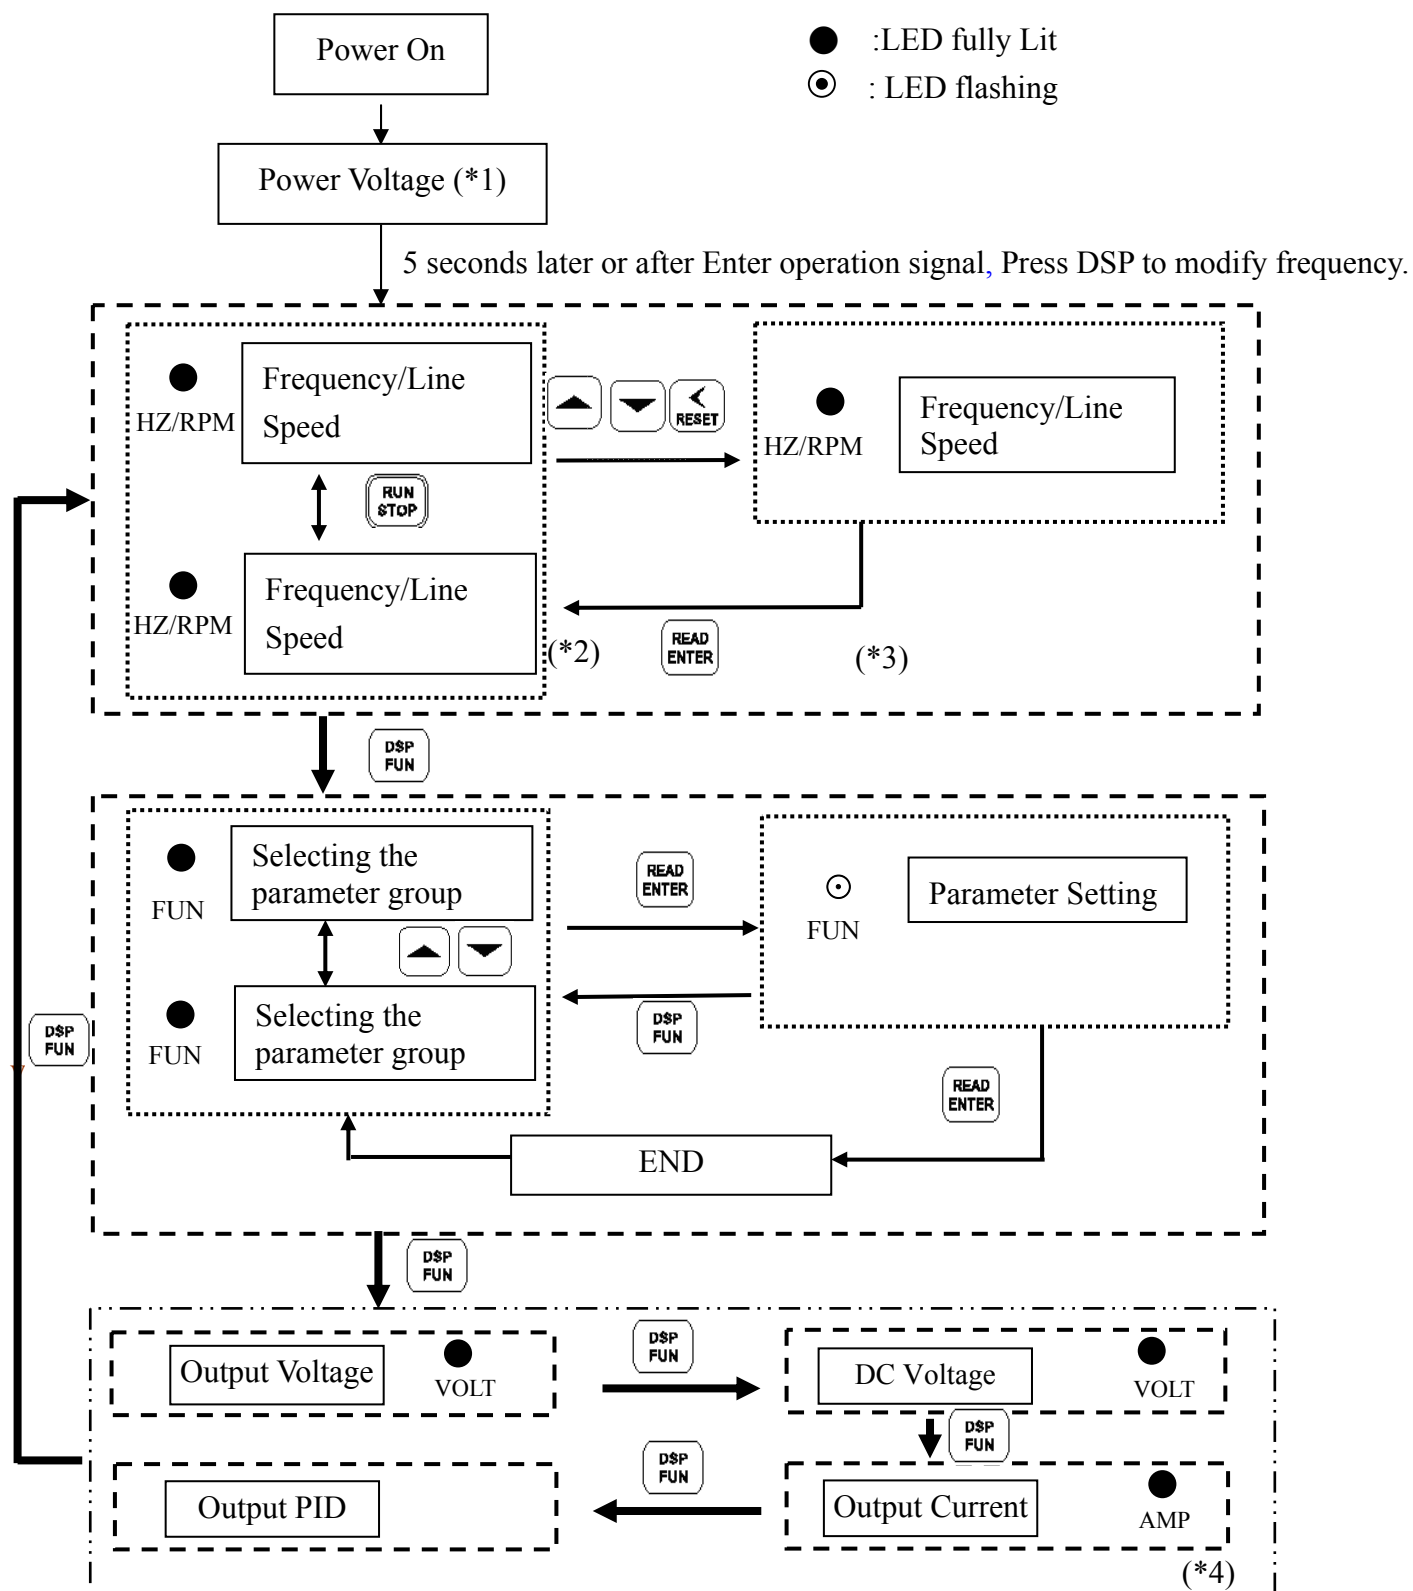 Power On
:LED fully Lit
: LED flashing
Power Voltage (*1)
5 seconds later or after Enter operation signal, Press DSP to modify frequency.
HZ/RPM
Frequency/Line
Speed
RESET
HZ/RPM
Frequency/Line
Speed
RUN
STOP
HZ/RPM
Frequency/Line
Speed
(*2)
READ
ENTER
(*3)
DSP
FUN
FUN
Selecting the
parameter group
READ
ENTER
FUN
Parameter Setting
FUN
Selecting the
parameter group
DSP
FUN
DSP
FUN
READ
ENTER
END
DSP
FUN
Output Voltage
VOLT
DSP
FUN
DC Voltage
VOLT
DSP
FUN
Output PID
DSP
FUN
Output Current
AMP
(*4)